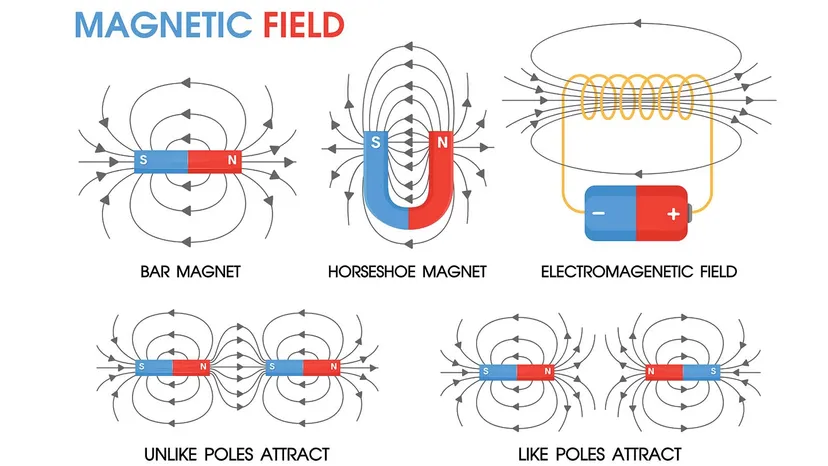 MAGNETIC FIELD
S N
S N
− +
BAR MAGNET
HORSESHOE MAGNET
ELECTROMAGENETIC FIELD
S N S N
S N N S
UNLIKE POLES ATTRACT
LIKE POLES ATTRACT